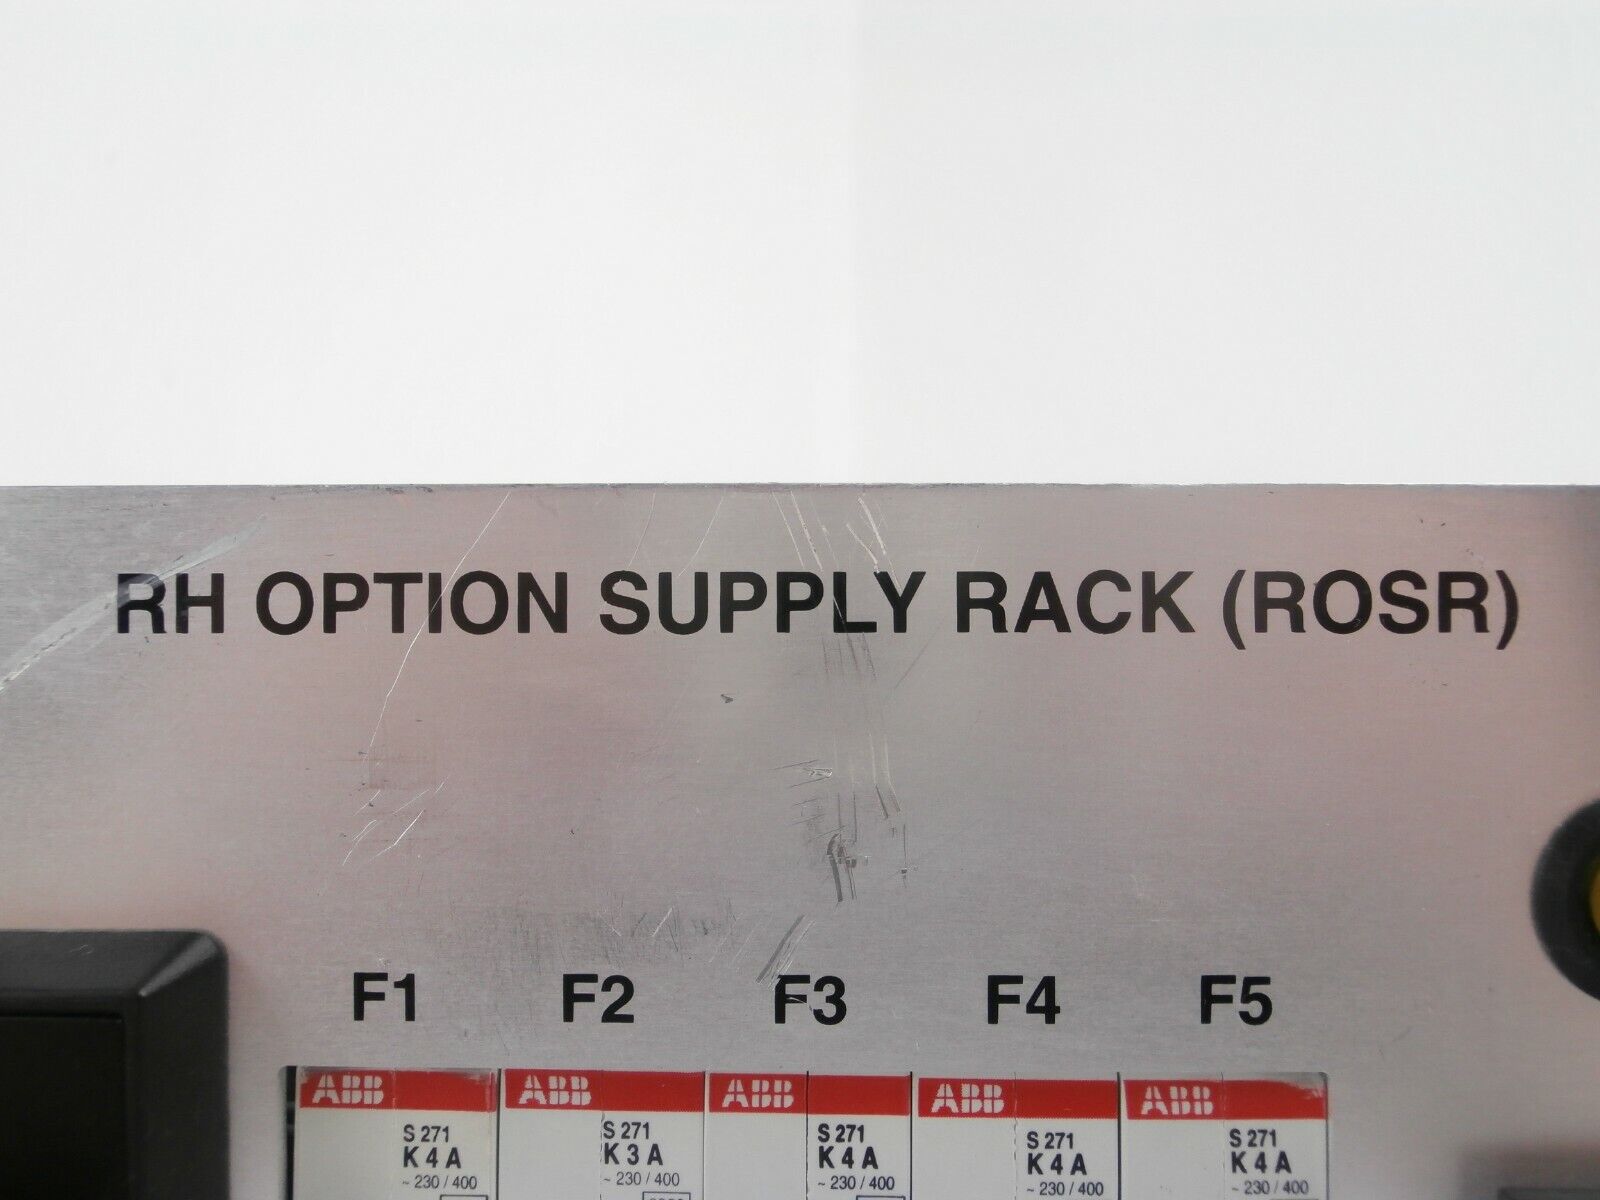 RH OPTION SUPPLY RACK (ROSR)
F1 F2 F3 F4 F5
ABB ABB ABB ABB ABB
S 271 S 271 S 271 S 271 S 271
K 4 A K 3 A K 4 A K 4 A K 4 A
~ 230 / 400 ~ 230 / 400 ~ 230 / 400 ~ 230 / 400 ~ 230 / 400